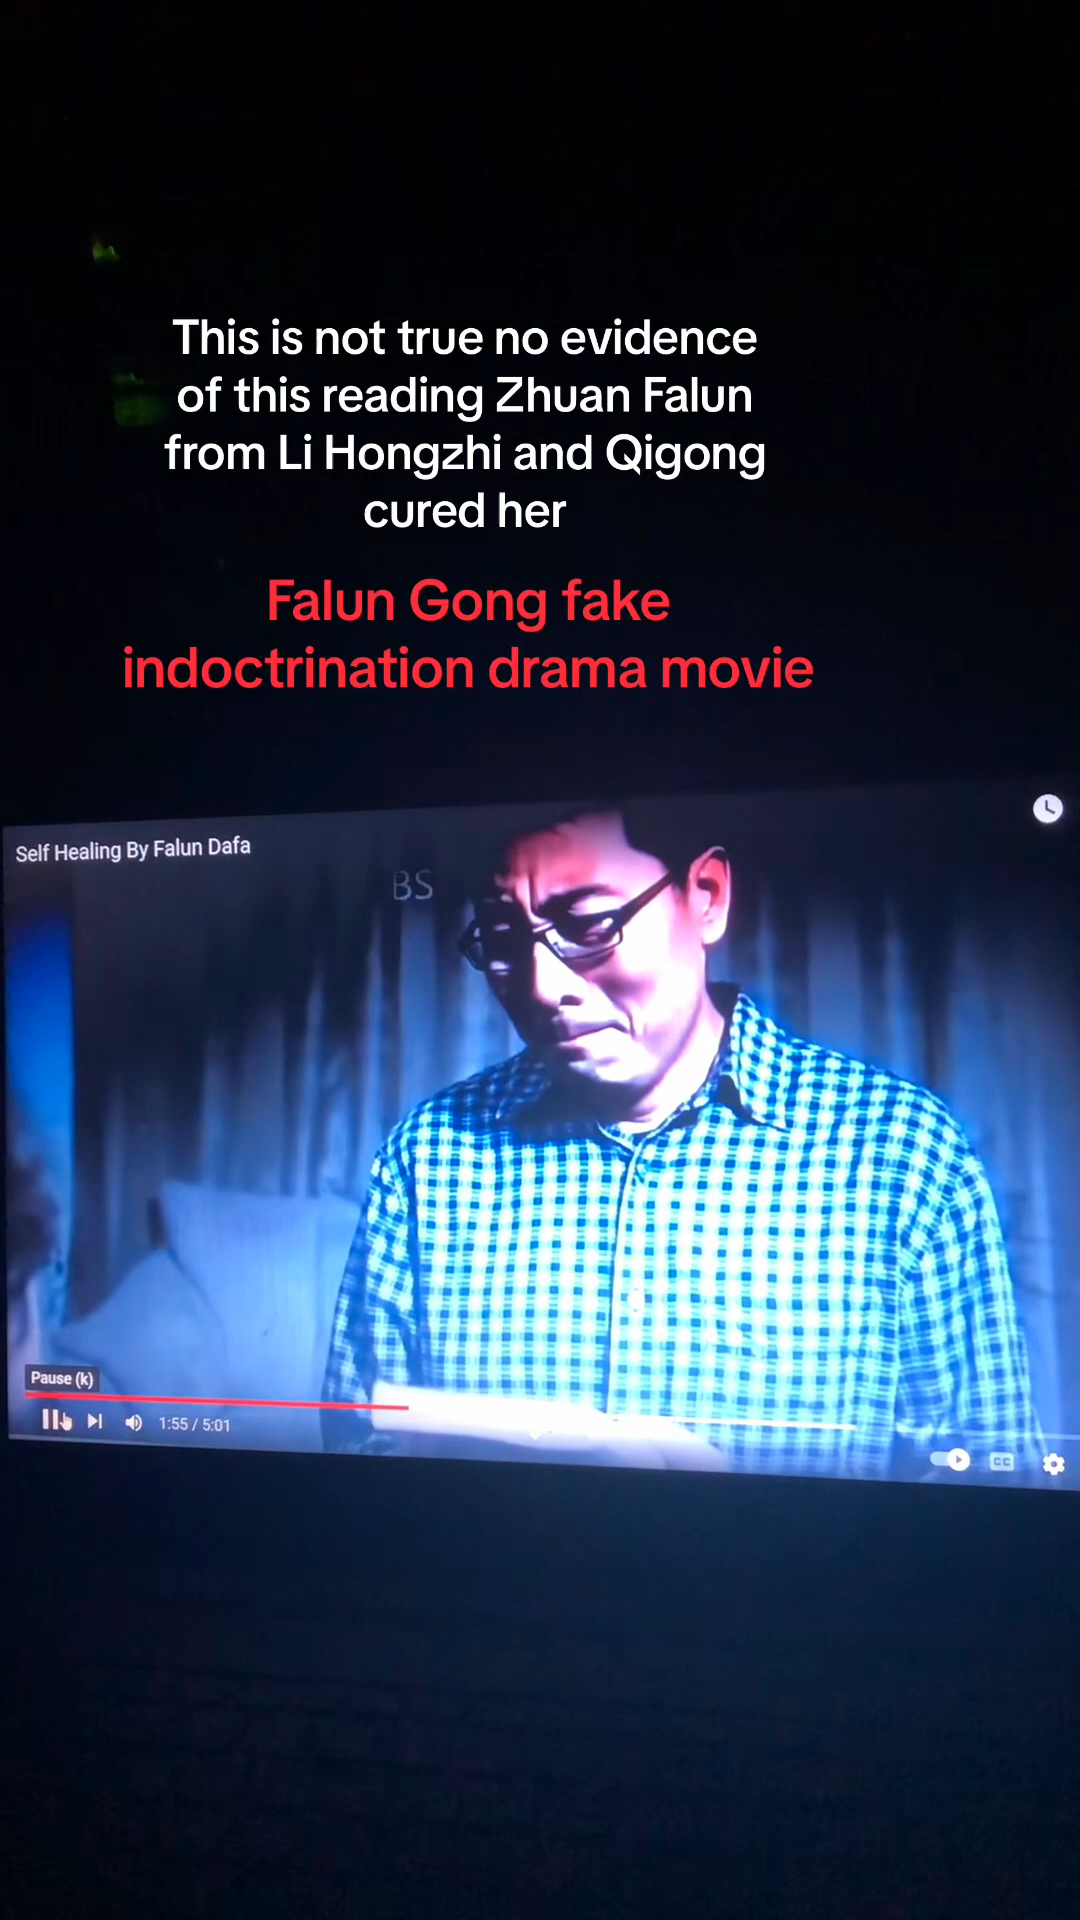 This is not true no evidence
of this reading Zhuan Falun
from Li Hongzhi and Qigong
cured her
Falun Gong fake
indoctrination drama movie
Self Healing By Falun Dafa
BS
Pause (k)
1:55 / 5:01
CC